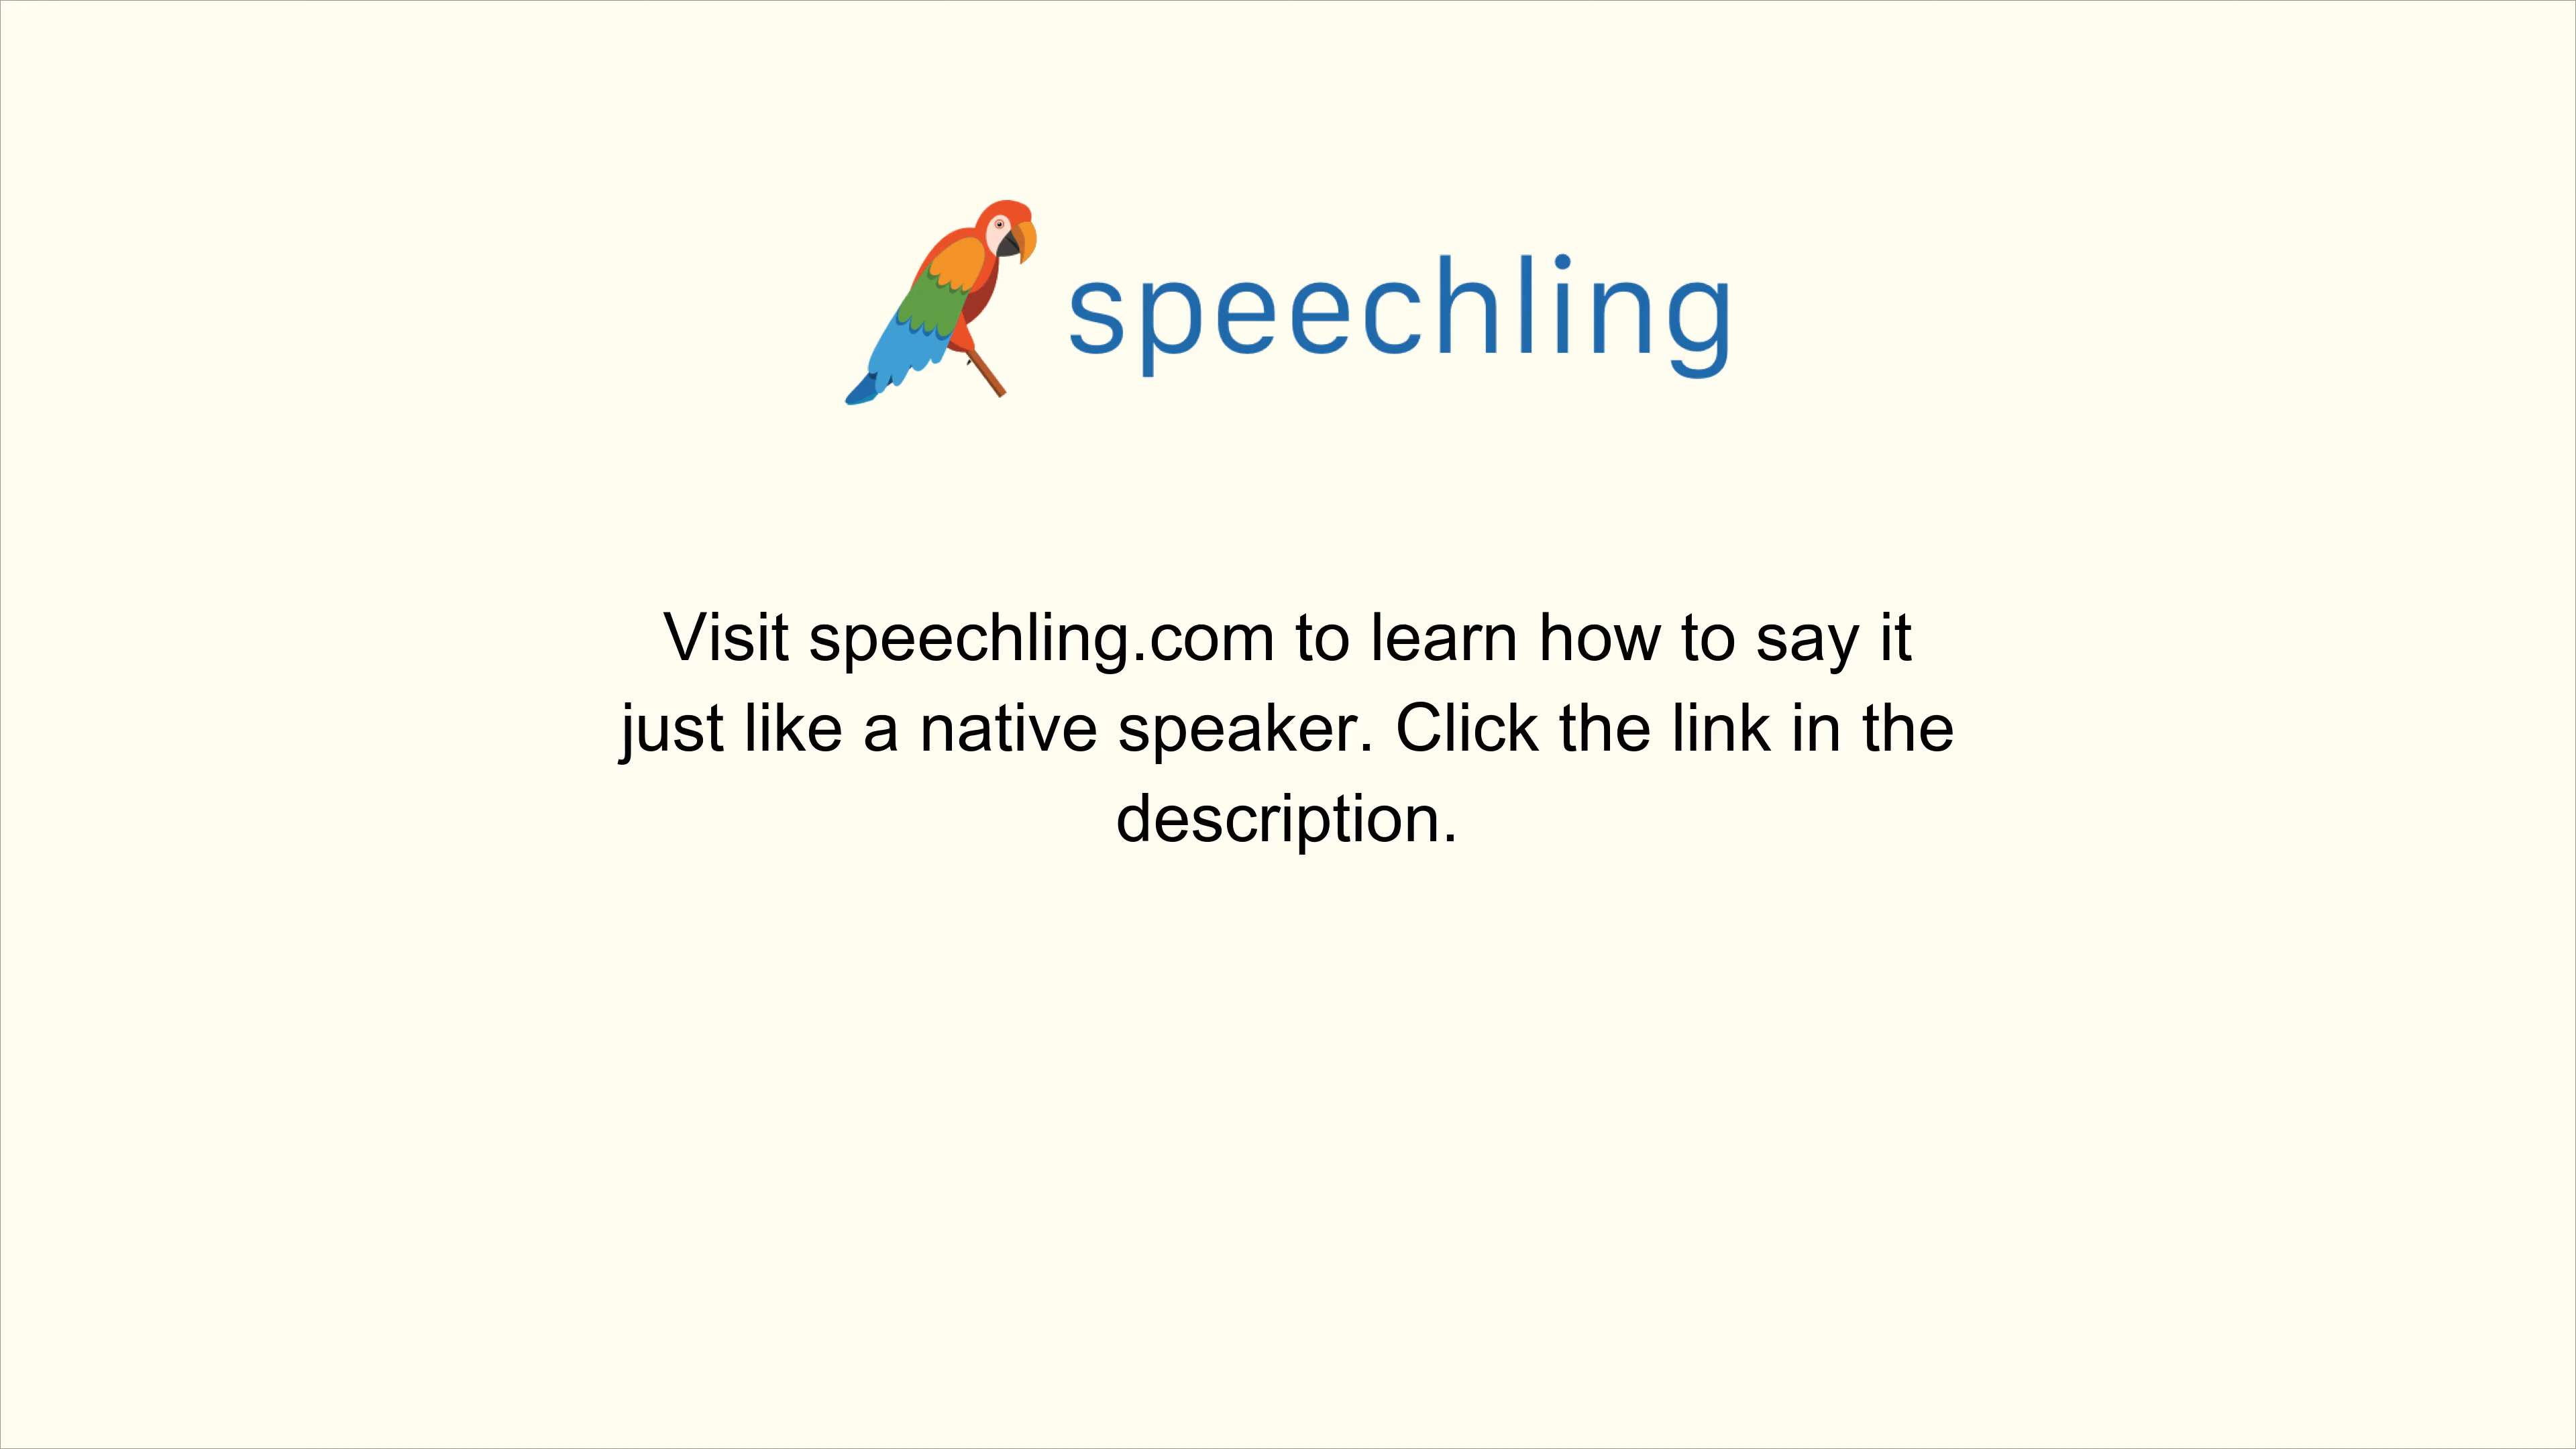 speechling
Visit speechling.com to learn how to say it
just like a native speaker. Click the link in the
description.